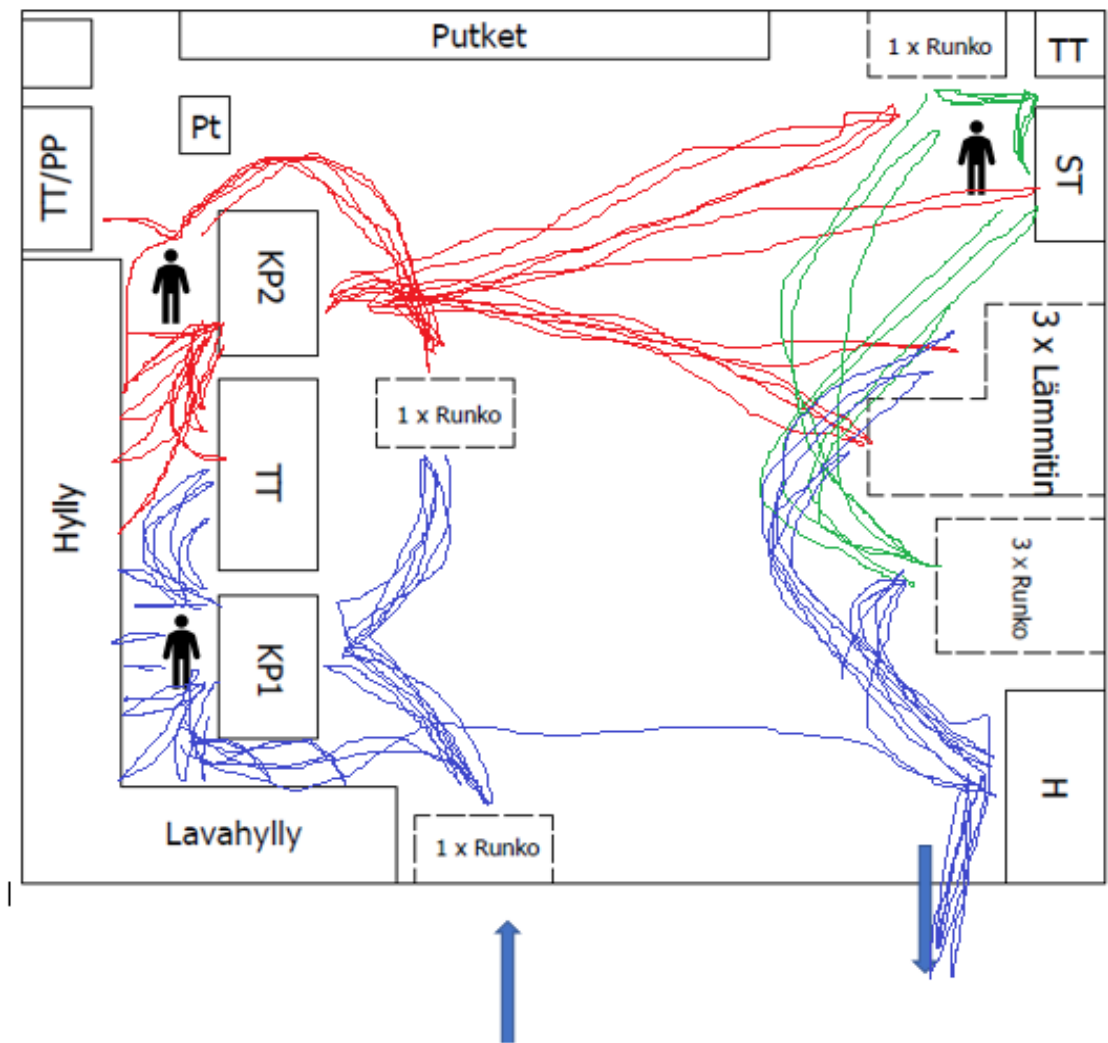 Putket
1 x Runko
TT
Pt
TT/PP
ST
KP2
3 x Lämmitin
1 x Runko
Hylly
TT
3 x Runko
KP1
H
Lavahylly
1 x Runko